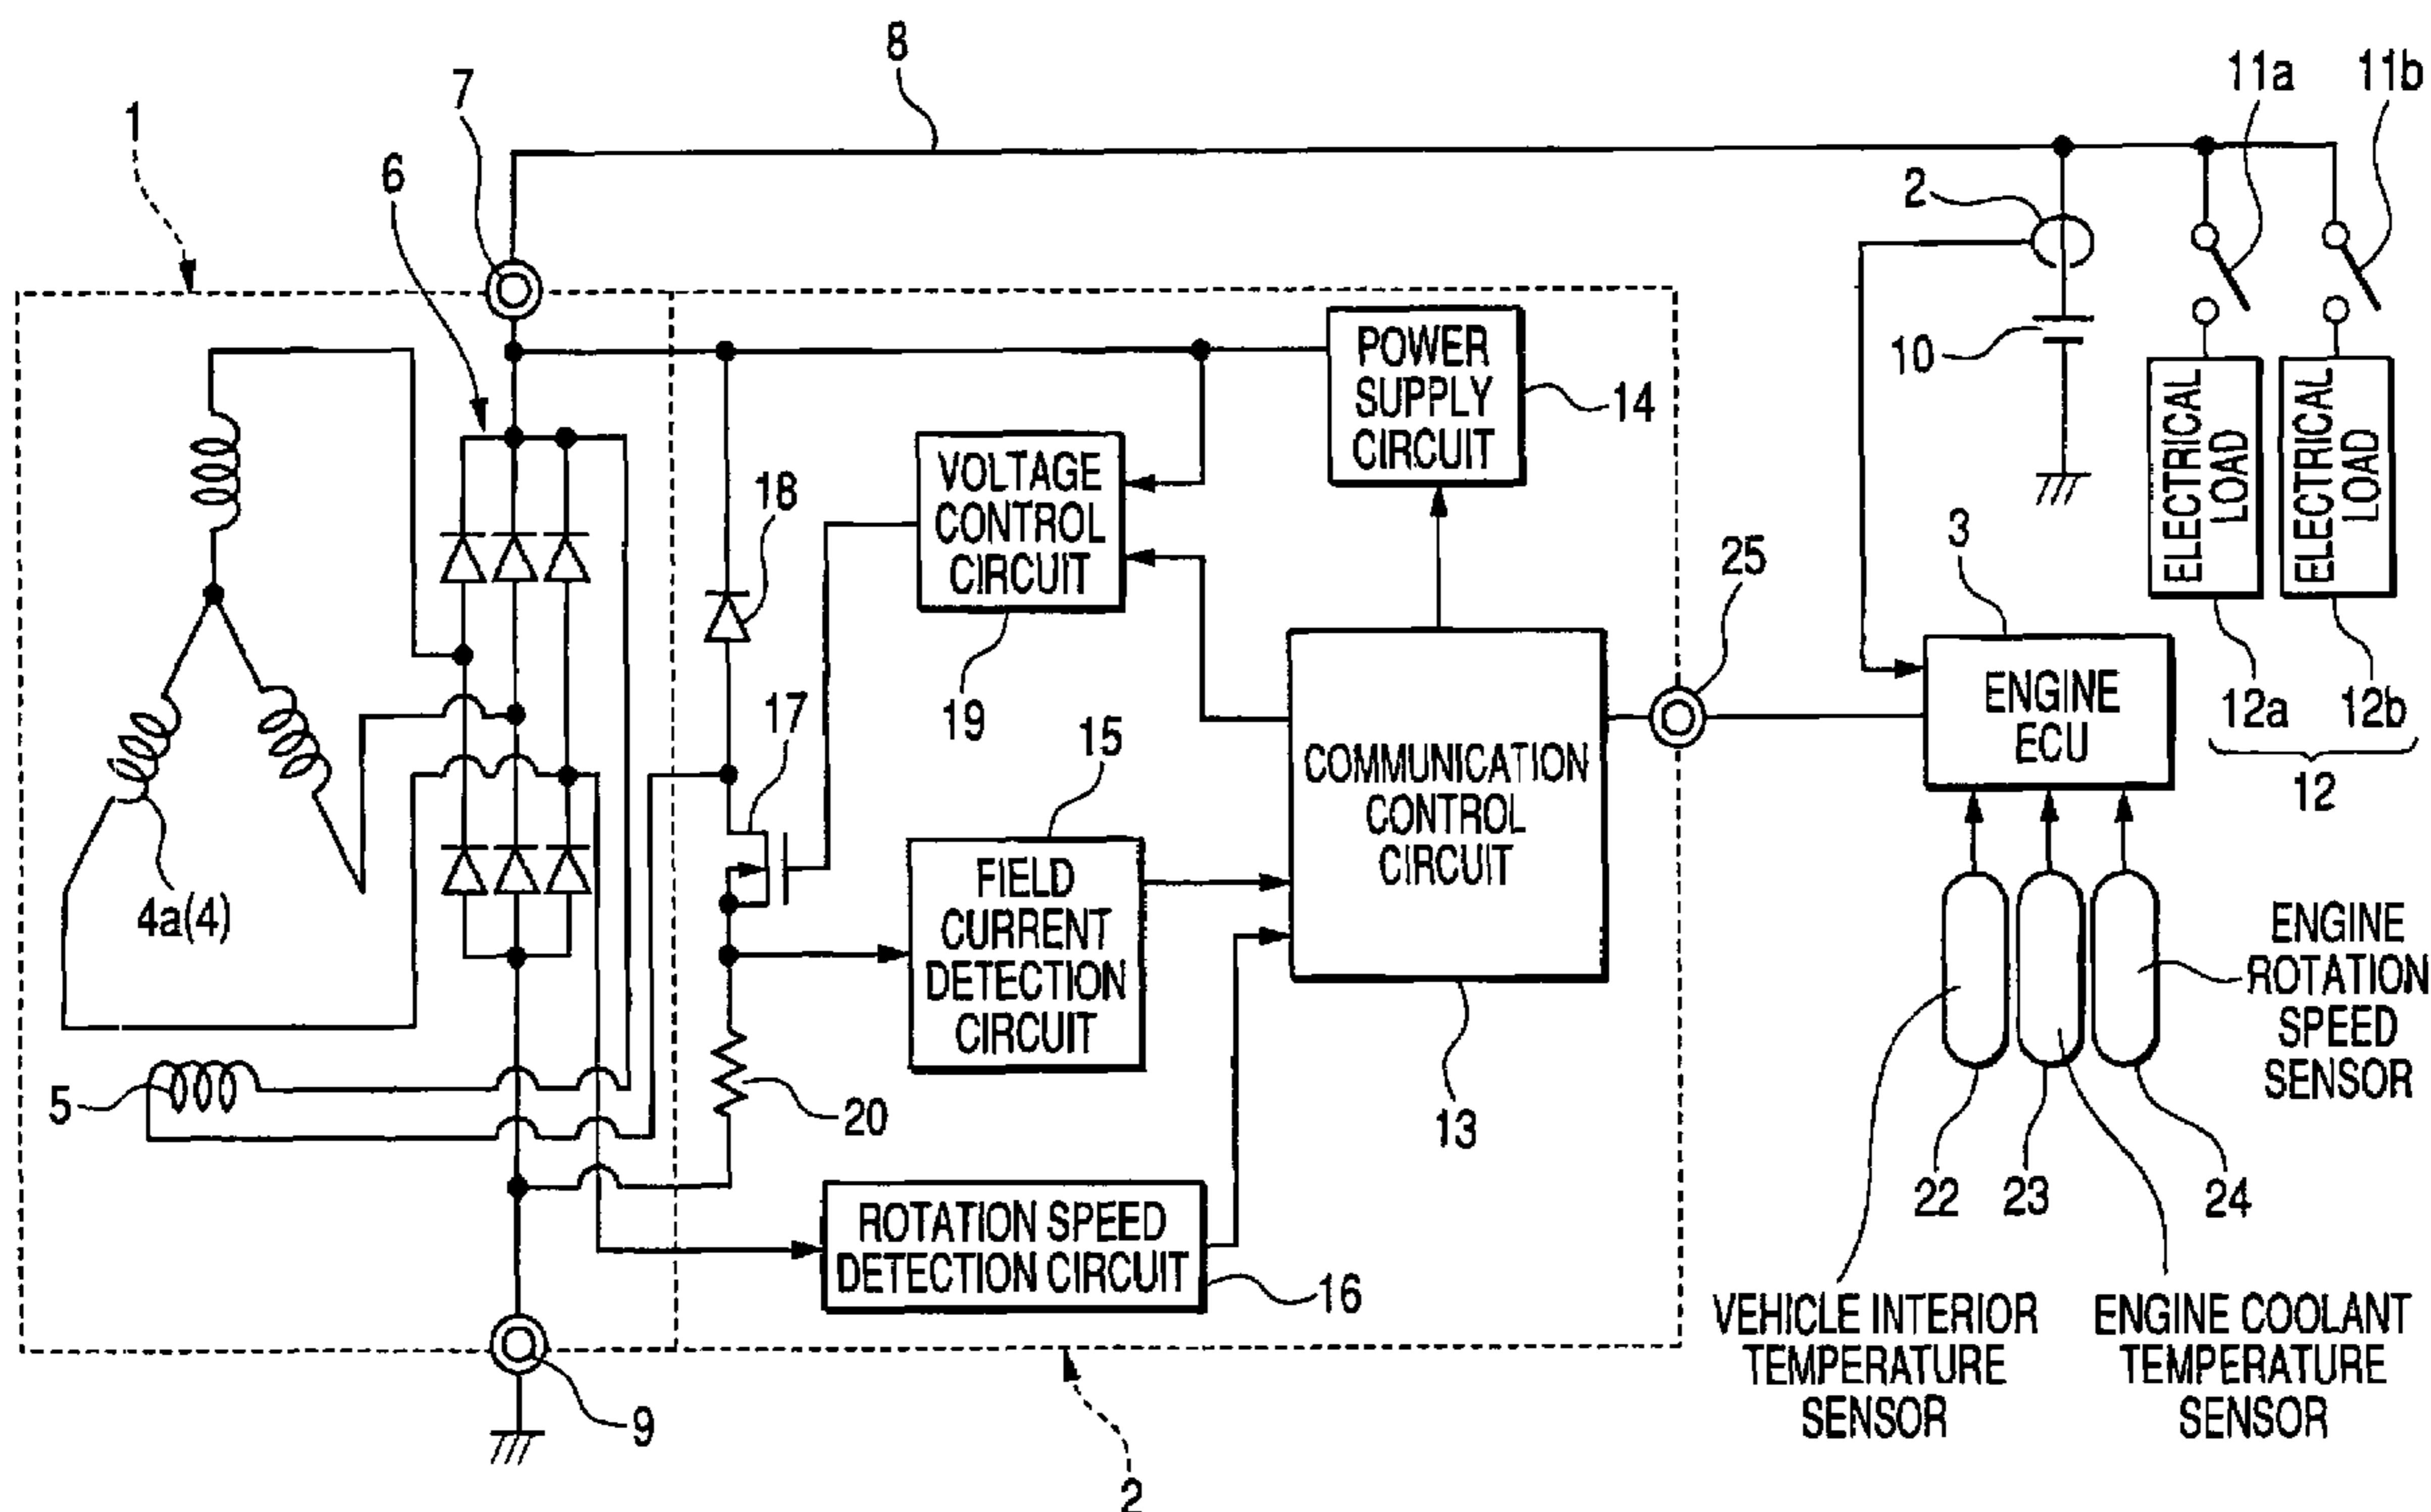 8
11a
11b
7
1
6
2
POWER
SUPPLY
CIRCUIT
14
10
ELECTRICAL
LOAD
ELECTRICAL
LOAD
VOLTAGE
CONTROL
CIRCUIT
18
3
25
19
17
15
ENGINE
ECU
12a
12b
12
COMMUNICATION
CONTROL
CIRCUIT
4a(4)
FIELD
CURRENT
DETECTION
CIRCUIT
ENGINE
ROTATION
SPEED
SENSOR
5
20
13
22
23
24
ROTATION SPEED
DETECTION CIRCUIT
16
VEHICLE INTERIOR
TEMPERATURE
SENSOR
ENGINE COOLANT
TEMPERATURE
SENSOR
9
2